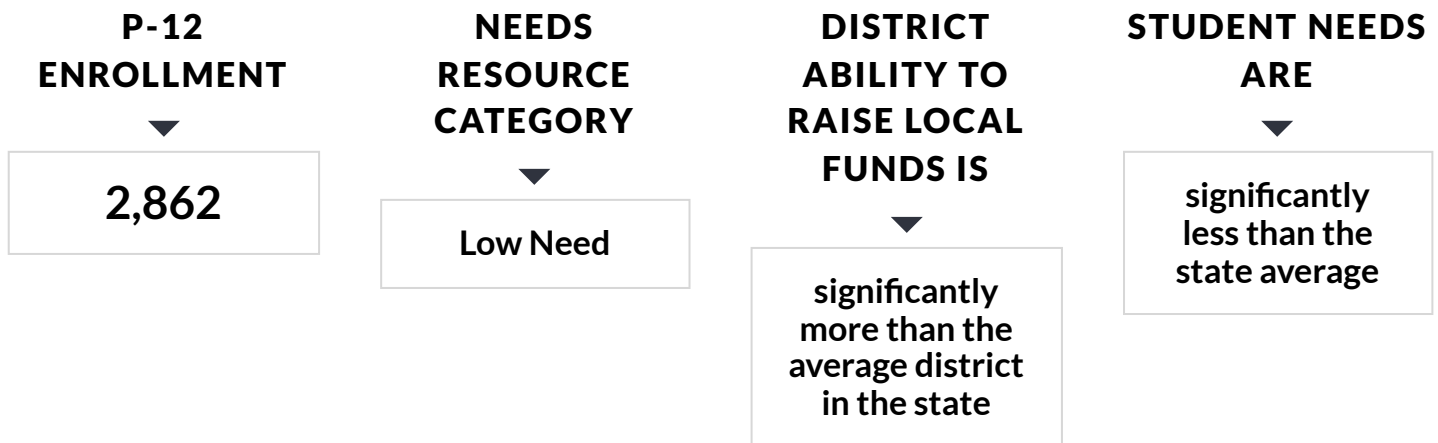 P-12
ENROLLMENT
2,862
NEEDS
RESOURCE
CATEGORY
Low Need
DISTRICT
ABILITY TO
RAISE LOCAL
FUNDS IS
significantly
more than the
average district
in the state
STUDENT NEEDS
ARE
significantly
less than the
state average